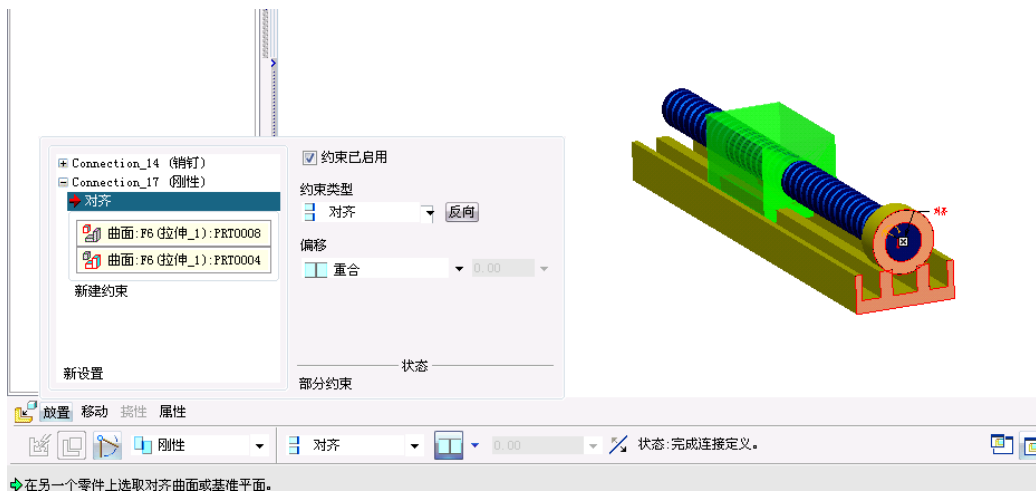 Connection_14 (销钉)
Connection_17 (刚性)
对齐
曲面:F6(拉伸_1):PRT0008
曲面:F6(拉伸_1):PRT0004
新建约束
新设置
约束已启用
约束类型
对齐
反向
偏移
重合
0.00
状态
部分约束
对齐
放置 移动 挠性 属性
刚性 对齐 0.00 状态:完成连接定义。
在另一个零件上选取对齐曲面或基准平面。